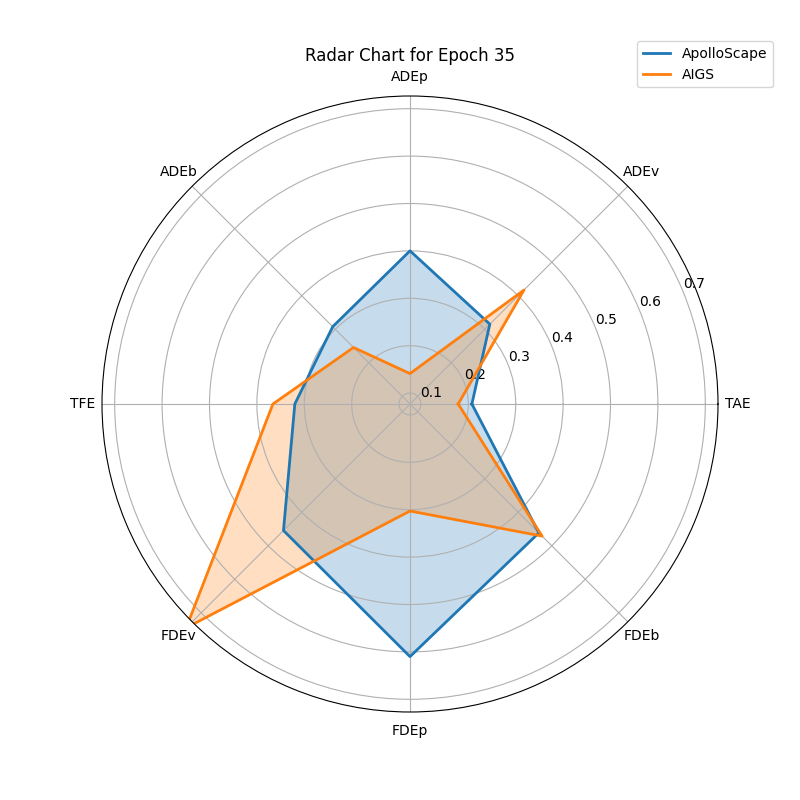 Radar Chart for Epoch 35
ApolloScape
AIGS
ADEp
ADEb
ADEv
0.7
0.6
0.5
0.4
0.3
0.2
0.1
TFE
TAE
FDEv
FDEb
FDEp